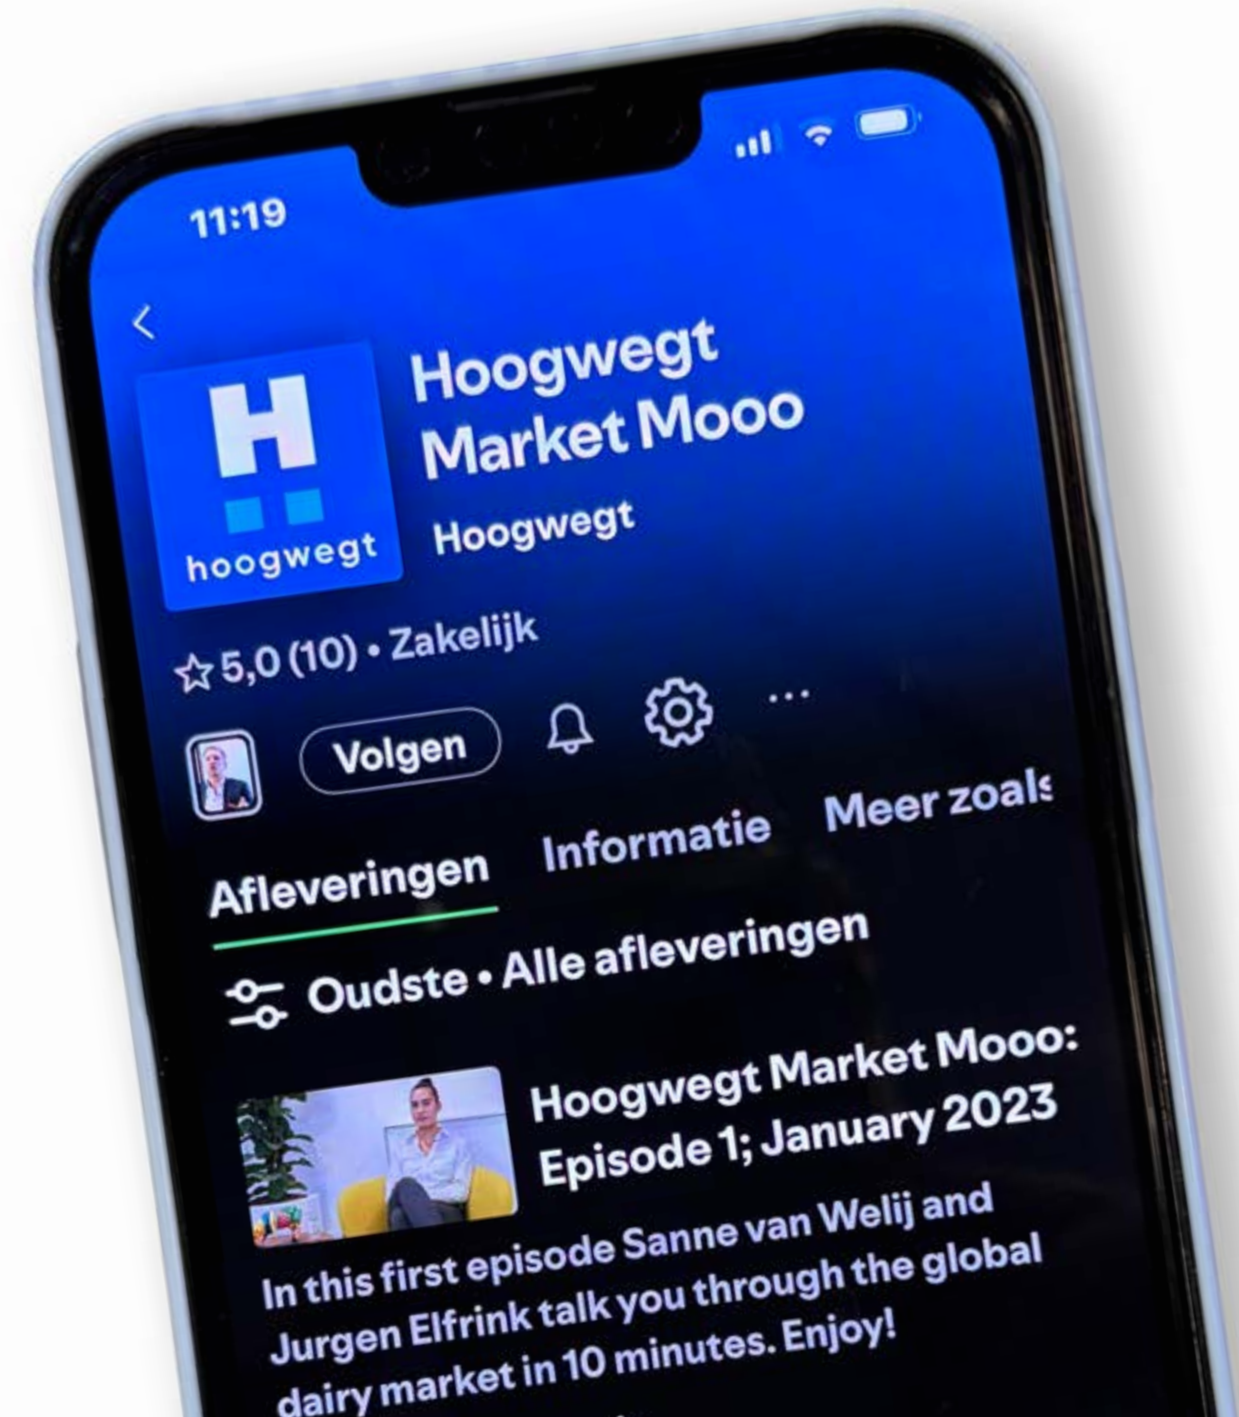 11:19
Hoogwegt
Market Mooo
Hoogwegt
H
hoogwegt
5,0 (10) • Zakelijk
Volgen
Afleveringen Informatie Meer zoals
Oudste • Alle afleveringen
Hoogwegt Market Mooo:
Episode 1; January 2023
In this first episode Sanne van Welij and
Jurgen Elfrink talk you through the global
dairy market in 10 minutes. Enjoy!